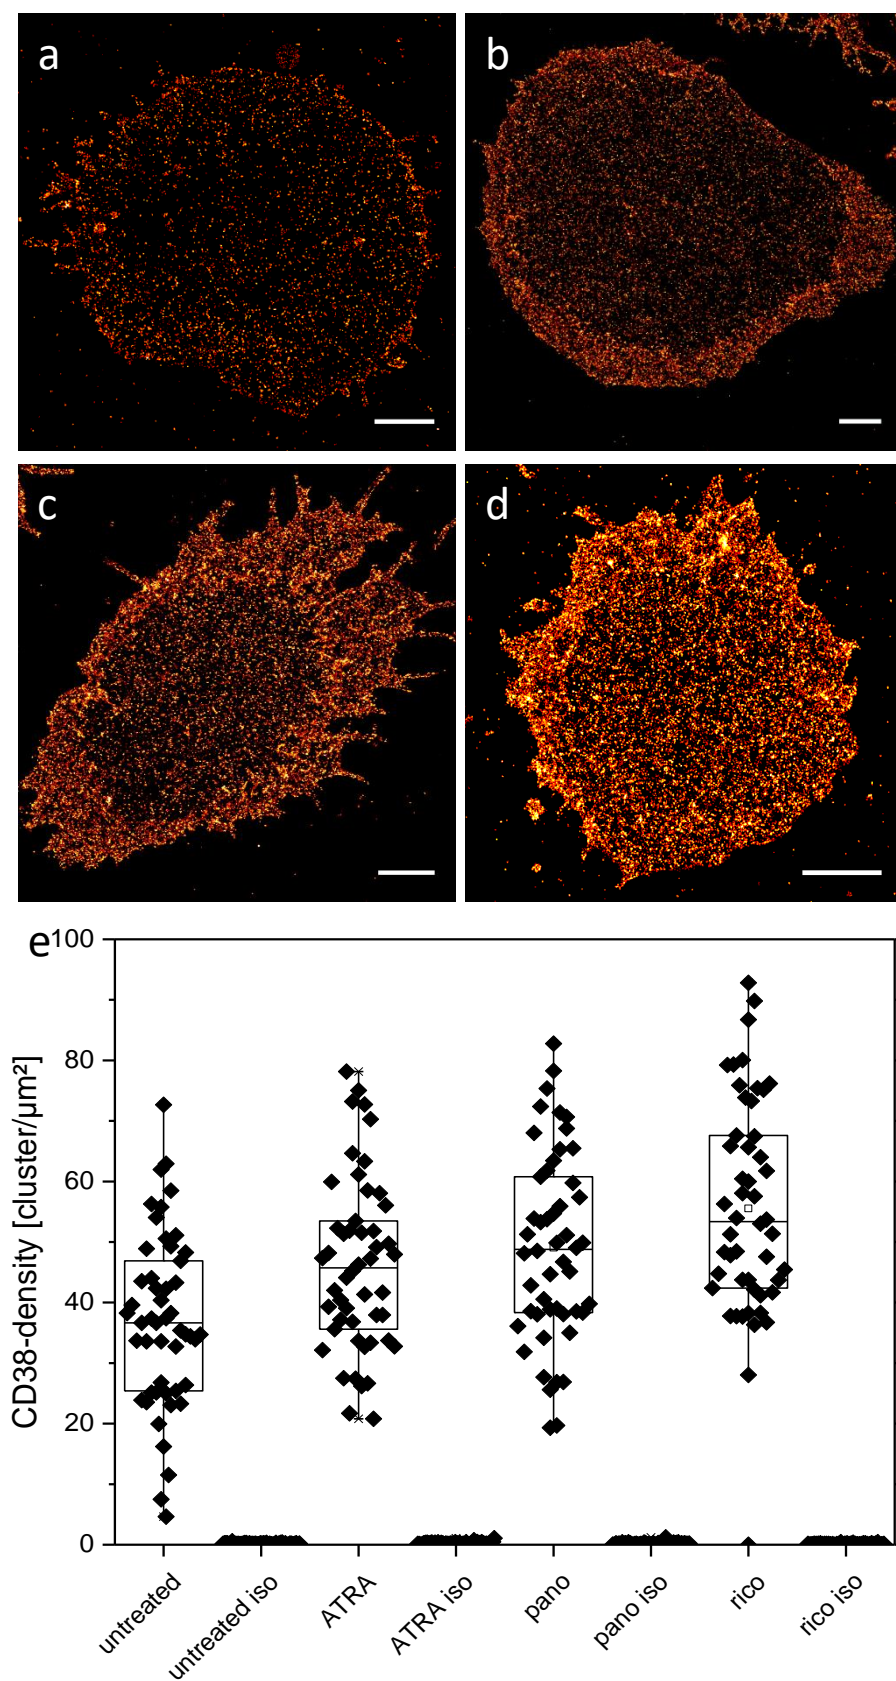 a
b
c
d
e
CD38-density [cluster/µm²]
100
80
60
40
20
0
untreated
untreated iso
ATRA
ATRA iso
pano
pano iso
rico
rico iso